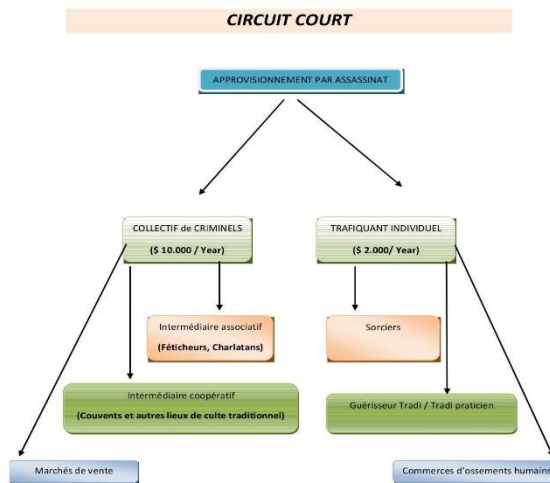 CIRCUIT COURT
APPROVISIONNEMENT PAR ASSASSINAT
COLLECTIF de CRIMINELS
($ 10.000 / Year)
TRAFIQUANT INDIVIDUEL
($ 2.000/ Year)
Intermédiaire associatif
(Féticheurs, Charlatans)
Sorciers
Intermédiaire coopératif
(Couvents et autres lieux de culte traditionnel)
Guérisseur Tradi / Tradi praticien
Marchés de vente
Commerces d'ossements humains